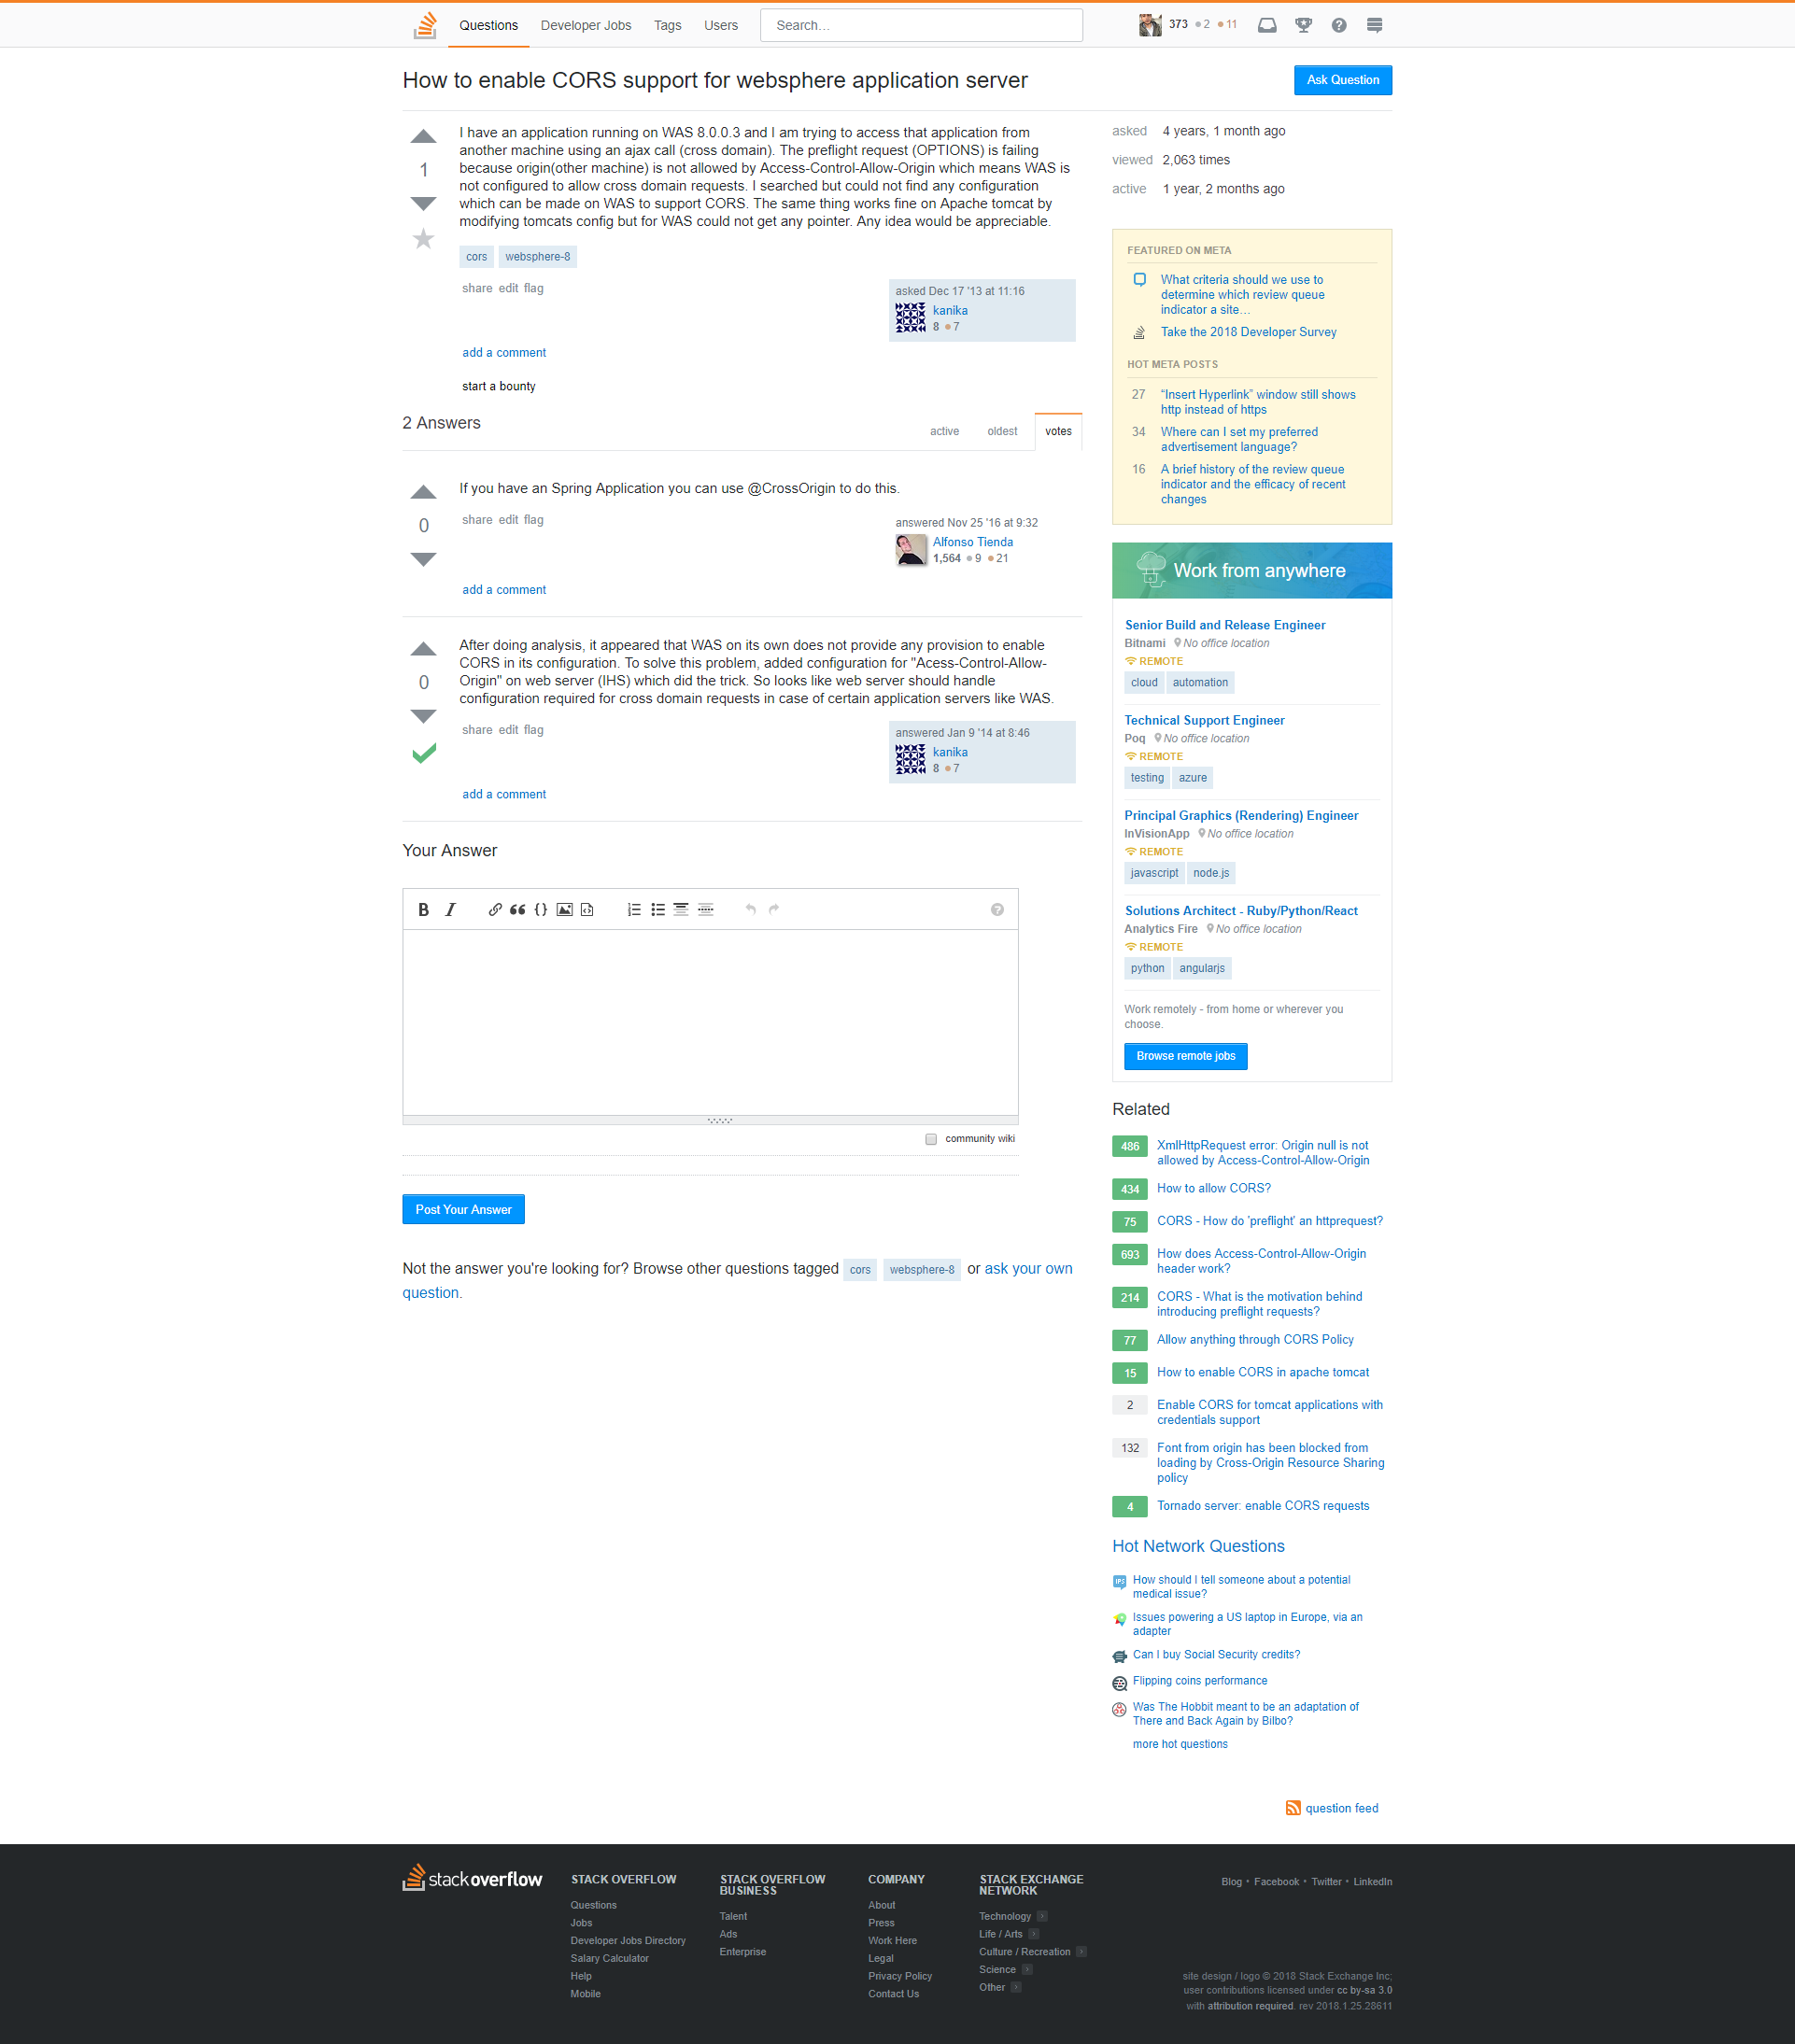 Questions Developer Jobs Tags Users Search… 373 2 11
How to enable CORS support for websphere application server
Ask Question
1
I have an application running on WAS 8.0.0.3 and I am trying to access that application from
another machine using an ajax call (cross domain). The preflight request (OPTIONS) is failing
because origin(other machine) is not allowed by Access-Control-Allow-Origin which means WAS is
not configured to allow cross domain requests. I searched but could not find any configuration
which can be made on WAS to support CORS. The same thing works fine on Apache tomcat by
modifying tomcats config but for WAS could not get any pointer. Any idea would be appreciable.
cors websphere-8
share edit flag
asked Dec 17 '13 at 11:16
kanika
8 7
add a comment
start a bounty
2 Answers
active oldest votes
0
If you have an Spring Application you can use @CrossOrigin to do this.
share edit flag
answered Nov 25 '16 at 9:32
Alfonso Tienda
1,564 9 21
add a comment
0
After doing analysis, it appeared that WAS on its own does not provide any provision to enable
CORS in its configuration. To solve this problem, added configuration for "Acess-Control-Allow-
Origin" on web server (IHS) which did the trick. So looks like web server should handle
configuration required for cross domain requests in case of certain application servers like WAS.
share edit flag
answered Jan 9 '14 at 8:46
kanika
8 7
add a comment
Your Answer
B I
community wiki
Post Your Answer
Not the answer you're looking for? Browse other questions tagged cors websphere-8 or ask your own
question.
asked 4 years, 1 month ago
viewed 2,063 times
active 1 year, 2 months ago
FEATURED ON META
What criteria should we use to
determine which review queue
indicator a site…
Take the 2018 Developer Survey
HOT META POSTS
27 “Insert Hyperlink” window still shows
http instead of https
34 Where can I set my preferred
advertisement language?
16 A brief history of the review queue
indicator and the efficacy of recent
changes
Work from anywhere
Senior Build and Release Engineer
Bitnami No office location
REMOTE
cloud automation
Technical Support Engineer
Poq No office location
REMOTE
testing azure
Principal Graphics (Rendering) Engineer
InVisionApp No office location
REMOTE
javascript node.js
Solutions Architect - Ruby/Python/React
Analytics Fire No office location
REMOTE
python angularjs
Work remotely - from home or wherever you
choose.
Browse remote jobs
Related
486 XmlHttpRequest error: Origin null is not
allowed by Access-Control-Allow-Origin
434 How to allow CORS?
75 CORS - How do 'preflight' an httprequest?
693 How does Access-Control-Allow-Origin
header work?
214 CORS - What is the motivation behind
introducing preflight requests?
77 Allow anything through CORS Policy
15 How to enable CORS in apache tomcat
2 Enable CORS for tomcat applications with
credentials support
132 Font from origin has been blocked from
loading by Cross-Origin Resource Sharing
policy
4 Tornado server: enable CORS requests
Hot Network Questions
How should I tell someone about a potential
medical issue?
Issues powering a US laptop in Europe, via an
adapter
Can I buy Social Security credits?
Flipping coins performance
Was The Hobbit meant to be an adaptation of
There and Back Again by Bilbo?
more hot questions
question feed
stackoverflow
STACK OVERFLOW
Questions
Jobs
Developer Jobs Directory
Salary Calculator
Help
Mobile
STACK OVERFLOW
BUSINESS
Talent
Ads
Enterprise
COMPANY
About
Press
Work Here
Legal
Privacy Policy
Contact Us
STACK EXCHANGE
NETWORK
Technology
Life / Arts
Culture / Recreation
Science
Other
Blog • Facebook • Twitter • LinkedIn
site design / logo © 2018 Stack Exchange Inc;
user contributions licensed under cc by-sa 3.0
with attribution required. rev 2018.1.25.28611